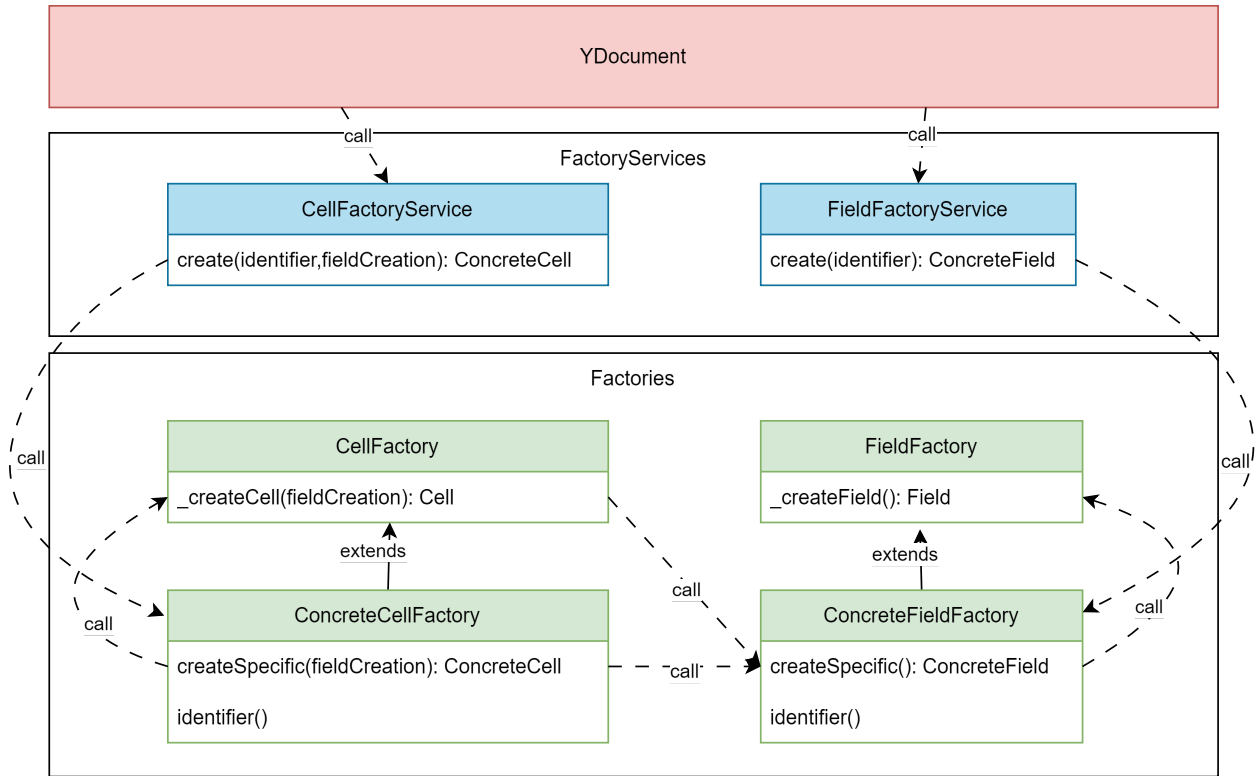 YDocument
call
call
FactoryServices
CellFactoryService
FieldFactoryService
create(identifier,fieldCreation): ConcreteCell
create(identifier): ConcreteField
Factories
CellFactory
FieldFactory
call
call
_createCell(fieldCreation): Cell
_createField(): Field
extends
extends
call
call
call
ConcreteCellFactory
ConcreteFieldFactory
createSpecific(fieldCreation): ConcreteCell
call
createSpecific(): ConcreteField
identifier()
identifier()